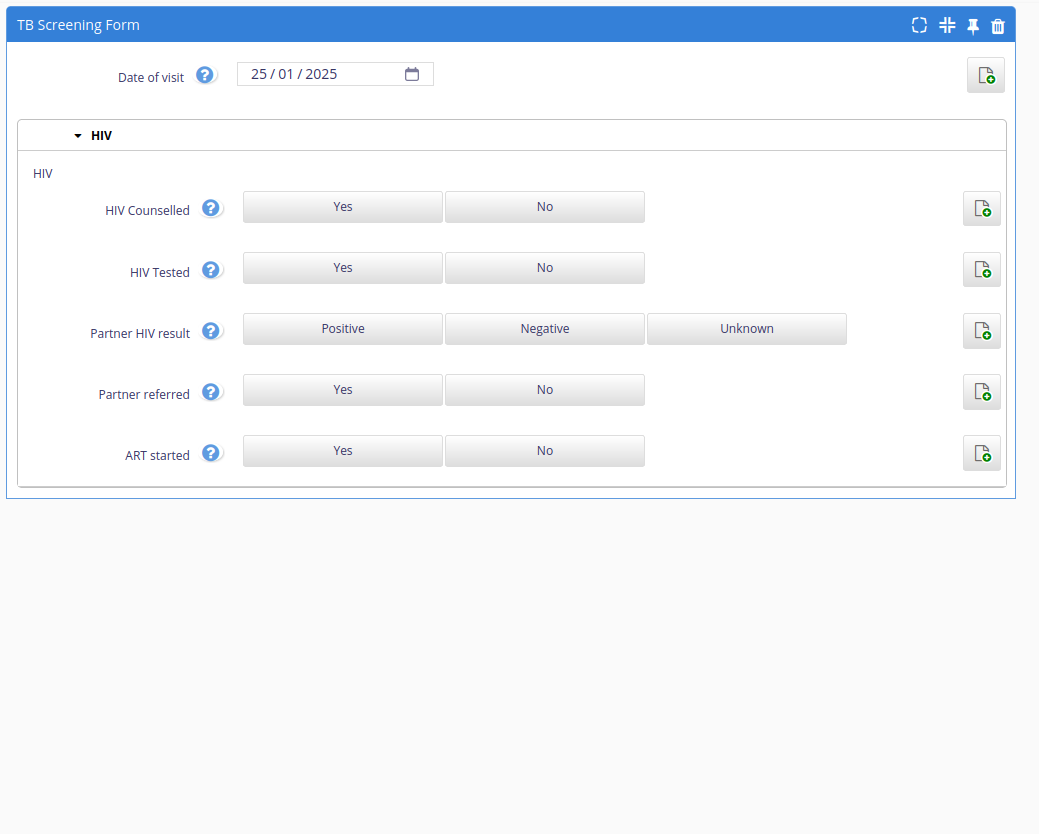 TB Screening Form
Date of visit ? 25 / 01 / 2025
HIV
HIV
HIV Counselled ? Yes No
HIV Tested ? Yes No
Partner HIV result ? Positive Negative Unknown
Partner referred ? Yes No
ART started ? Yes No